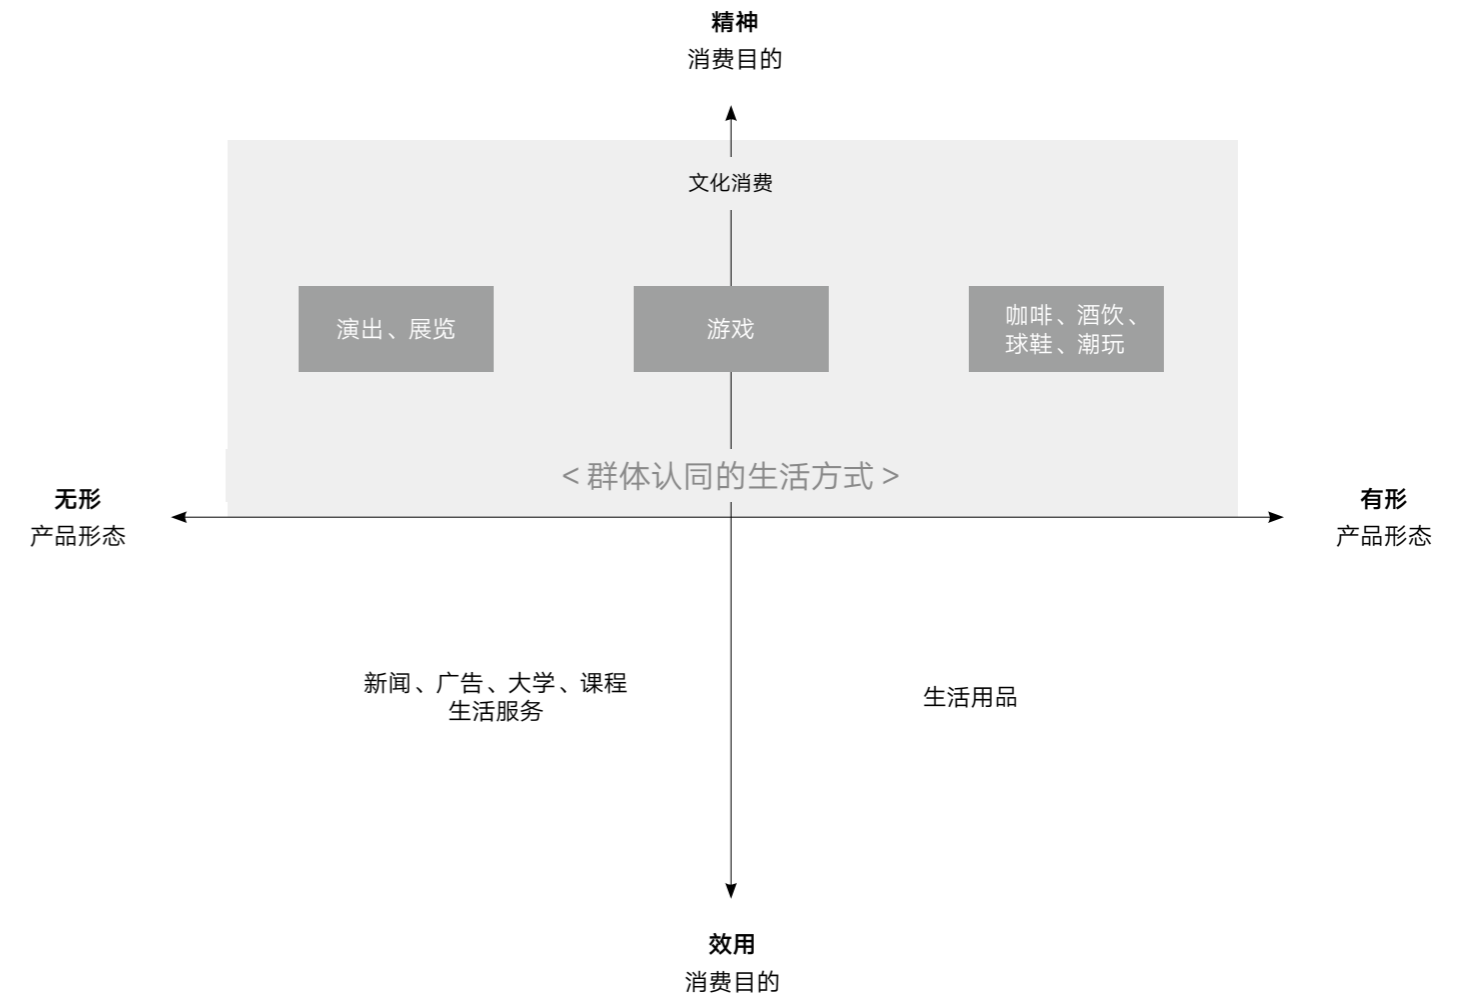 精神
消费目的
文化消费
演出、展览
游戏
咖啡、酒饮、
球鞋、潮玩
<群体认同的生活方式>
无形
产品形态
有形
产品形态
新闻、广告、大学、课程
生活服务
生活用品
效用
消费目的